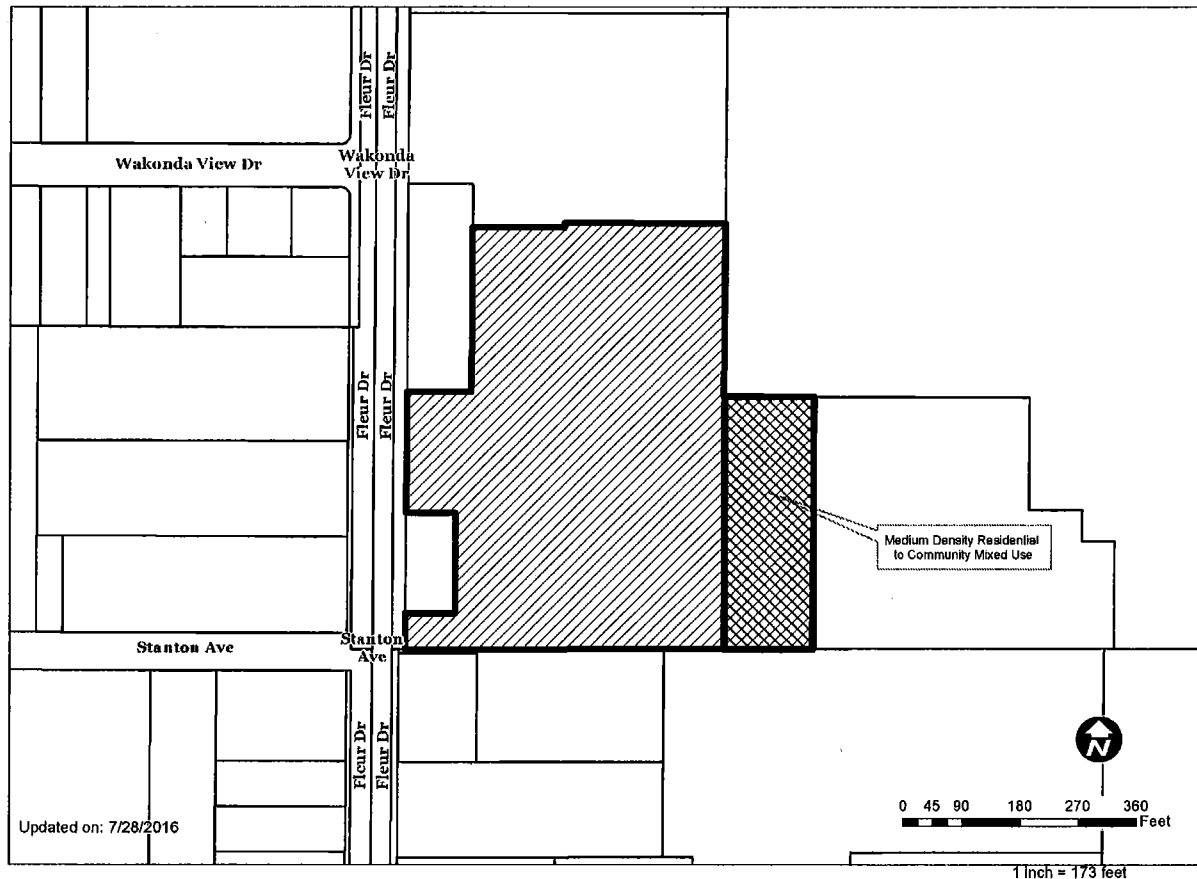 Fleur Dr
Fleur Dr
Wakonda View Dr
Wakonda
View Dr
Fleur Dr
Fleur Dr
Medium Density Residential
to Community Mixed Use
Stanton Ave
Stanton
Ave
Fleur Dr
Fleur Dr
N
Updated on: 7/28/2016
0 45 90 180 270 360
Feet
1 inch = 173 feet